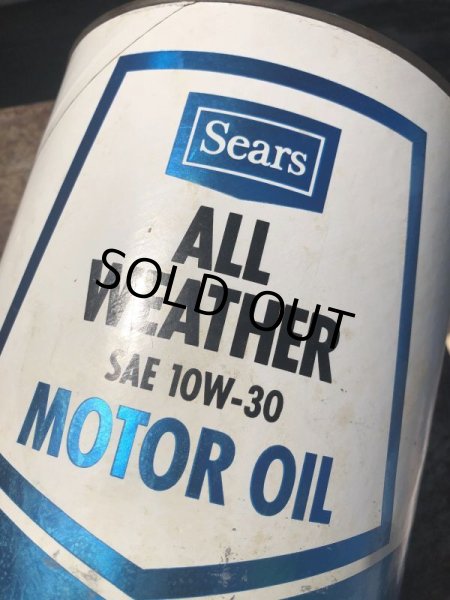 Sears
ALL
WEATHER
SOLD OUT
SAE 10W-30
MOTOR OIL